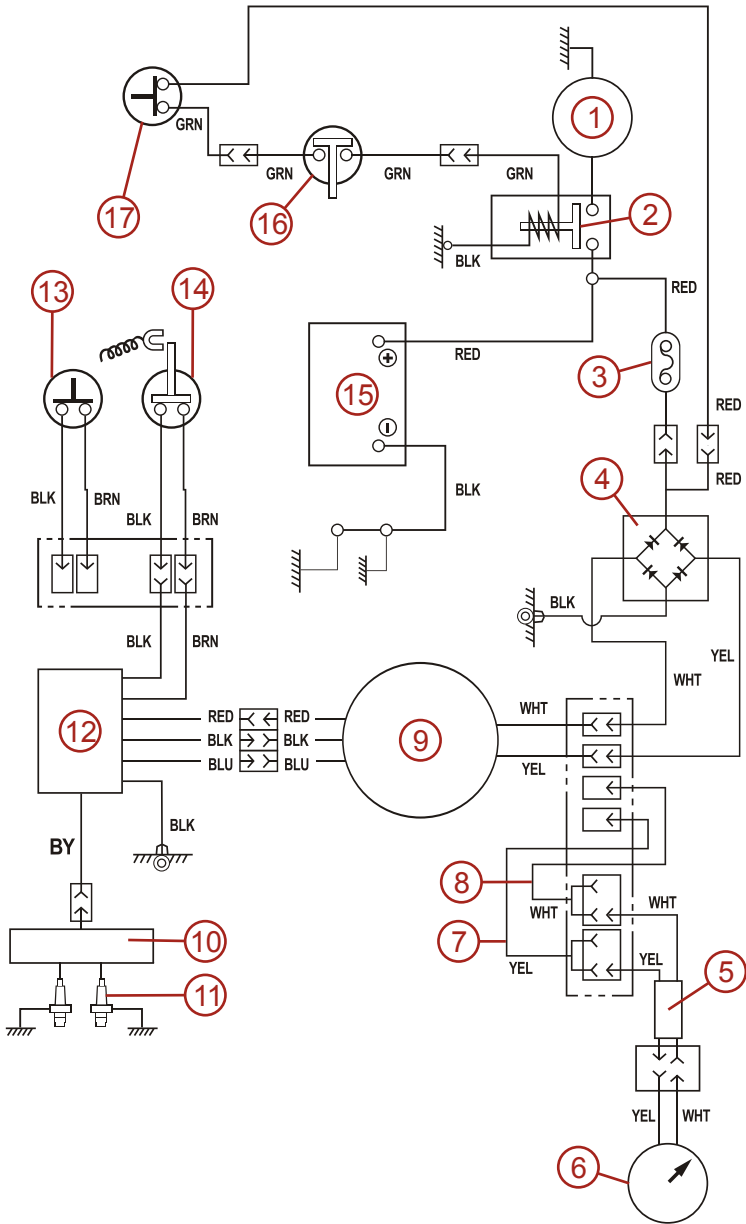 1
17
GRN
GRN
GRN
GRN
16
2
BLK
RED
13
14
15
RED
3
RED
RED
BLK
BRN
BLK
BRN
BLK
4
BLK
BLK
BRN
YEL
WHT
12
RED
RED
BLK
BLK
BLU
BLU
9
WHT
YEL
BLK
BY
8
WHT
WHT
7
YEL
YEL
10
11
5
YEL
WHT
6